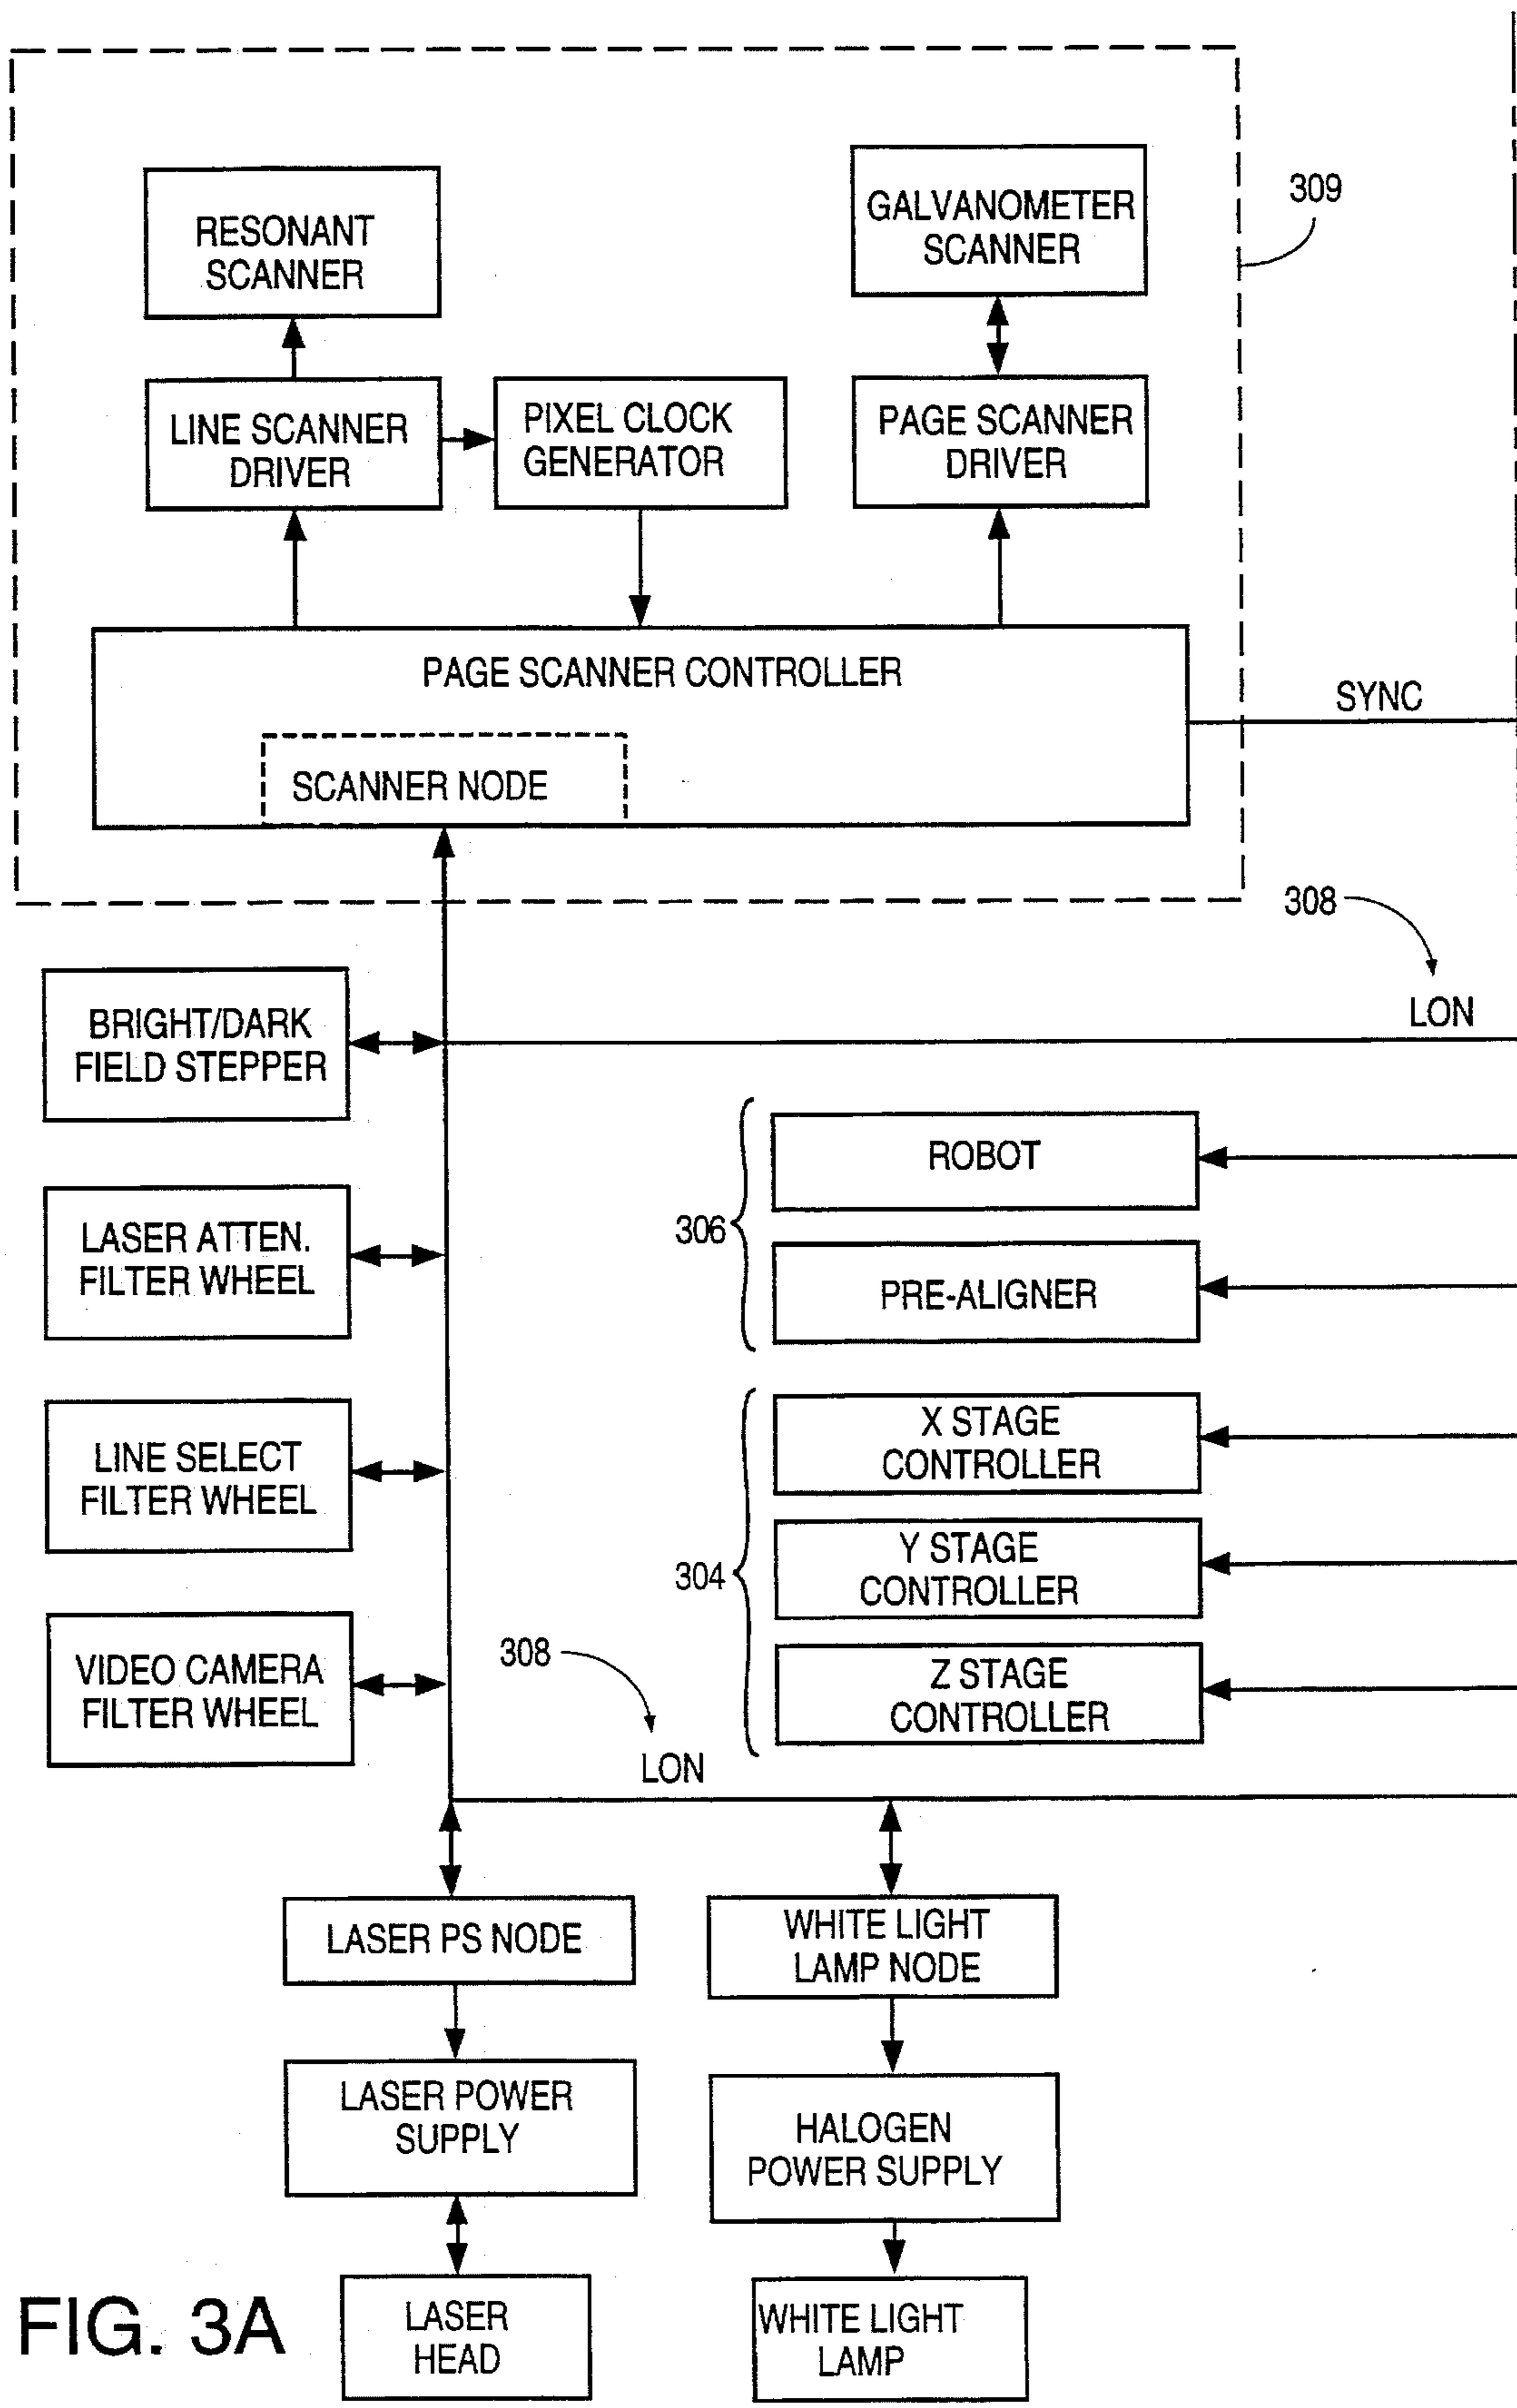 RESONANT
SCANNER
GALVANOMETER
SCANNER
309
LINE SCANNER
DRIVER
PIXEL CLOCK
GENERATOR
PAGE SCANNER
DRIVER
PAGE SCANNER CONTROLLER
SYNC
SCANNER NODE
308
LON
BRIGHT/DARK
FIELD STEPPER
ROBOT
306
LASER ATTEN.
FILTER WHEEL
PRE-ALIGNER
X STAGE
CONTROLLER
LINE SELECT
FILTER WHEEL
Y STAGE
CONTROLLER
304
308
VIDEO CAMERA
FILTER WHEEL
Z STAGE
CONTROLLER
LON
LASER PS NODE
WHITE LIGHT
LAMP NODE
LASER POWER
SUPPLY
HALOGEN
POWER SUPPLY
LASER
HEAD
WHITE LIGHT
LAMP
FIG. 3A